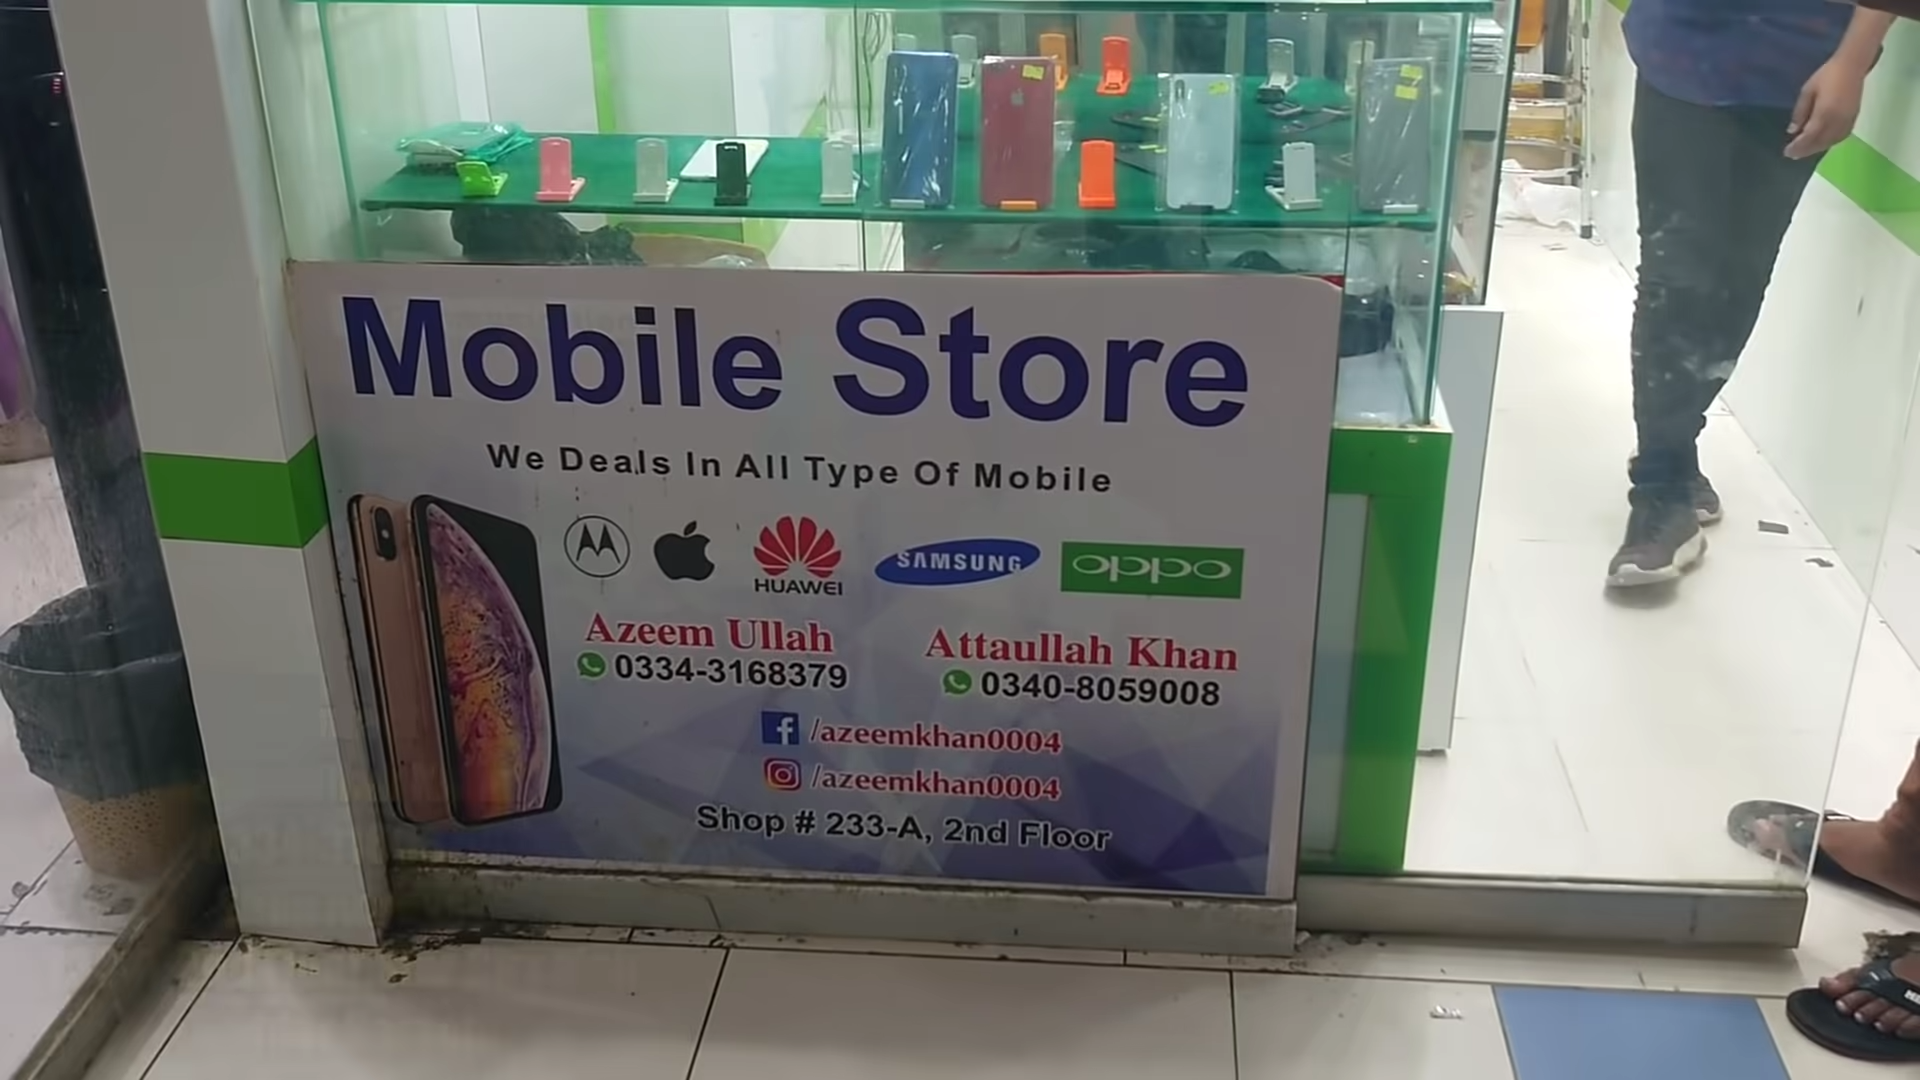 Mobile Store
We Deals In All Type Of Mobile
HUAWEI
SAMSUNG
oppo
Azeem Ullah
0334-3168379
Attaullah Khan
0340-8059008
/azeemkhan0004
/azeemkhan0004
Shop # 233-A, 2nd Floor